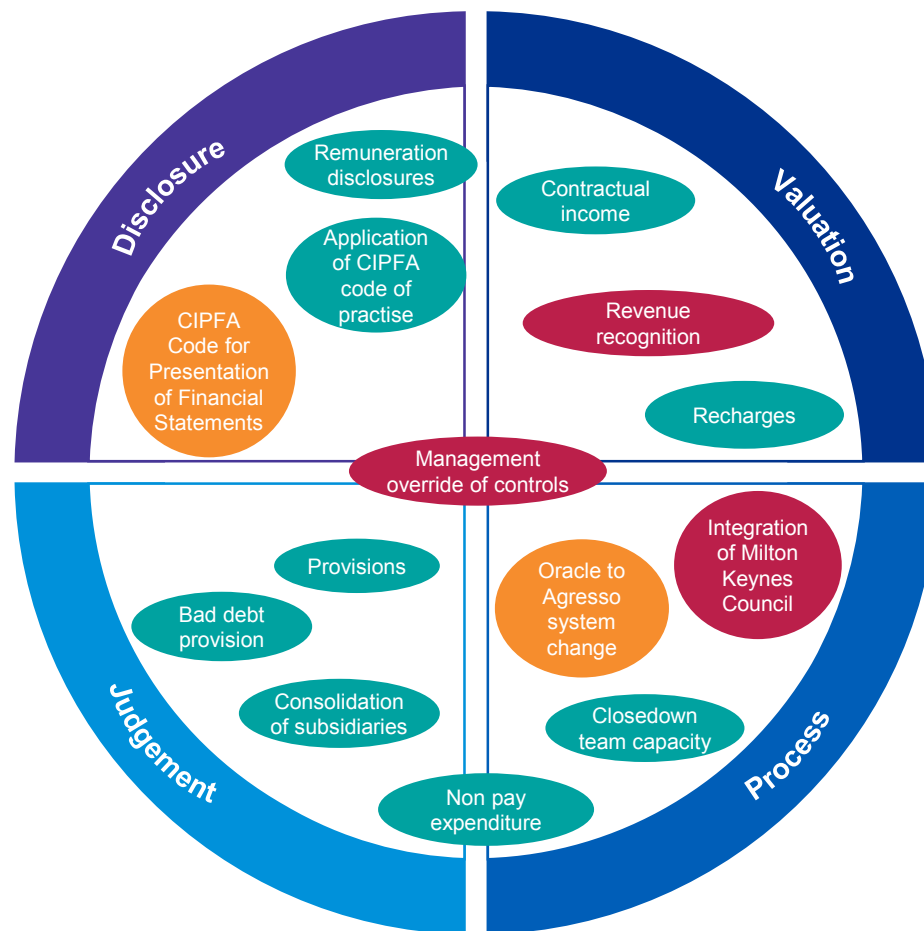 Disclosure
Remuneration
disclosures
Application
of CIPFA
code of
practise
CIPFA
Code for
Presentation
of Financial
Statements
Valuation
Contractual
income
Revenue
recognition
Recharges
Management
override of controls
Judgement
Provisions
Bad debt
provision
Consolidation
of subsidiaries
Non pay
expenditure
Process
Integration
of Milton
Keynes
Council
Oracle to
Agresso
system
change
Closedown
team capacity